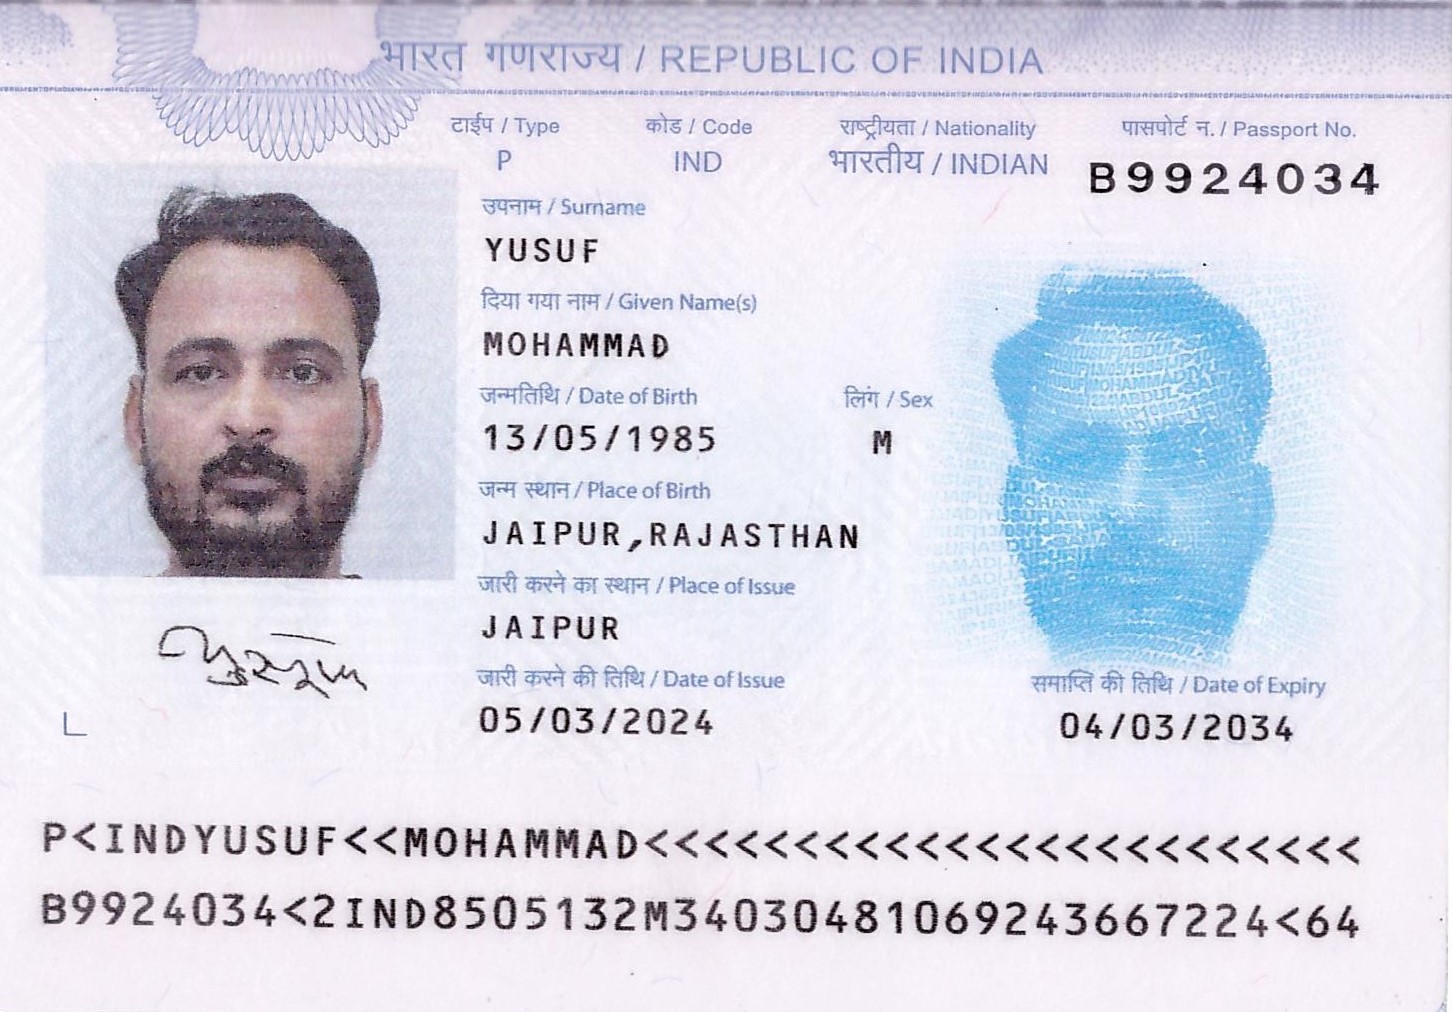 भारत गणराज्य / REPUBLIC OF INDIA
टाईप / Type कोड / Code राष्ट्रीयता / Nationality पासपोर्ट न. / Passport No.
P IND भारतीय / INDIAN B9924034
उपनाम / Surname
YUSUF
दिया गया नाम / Given Name(s)
MOHAMMAD
जन्मतिथि / Date of Birth लिंग / Sex
13/05/1985 M
जन्म स्थान / Place of Birth
JAIPUR,RAJASTHAN
जारी करने का स्थान / Place of Issue
JAIPUR
जारी करने की तिथि / Date of Issue समाप्ति की तिथि / Date of Expiry
05/03/2024 04/03/2034
L
P<INDYUSUF<<MOHAMMAD<<<<<<<<<<<<<<<<<<<<<<<<
B9924034<2IND8505132M34030481069243667224<64